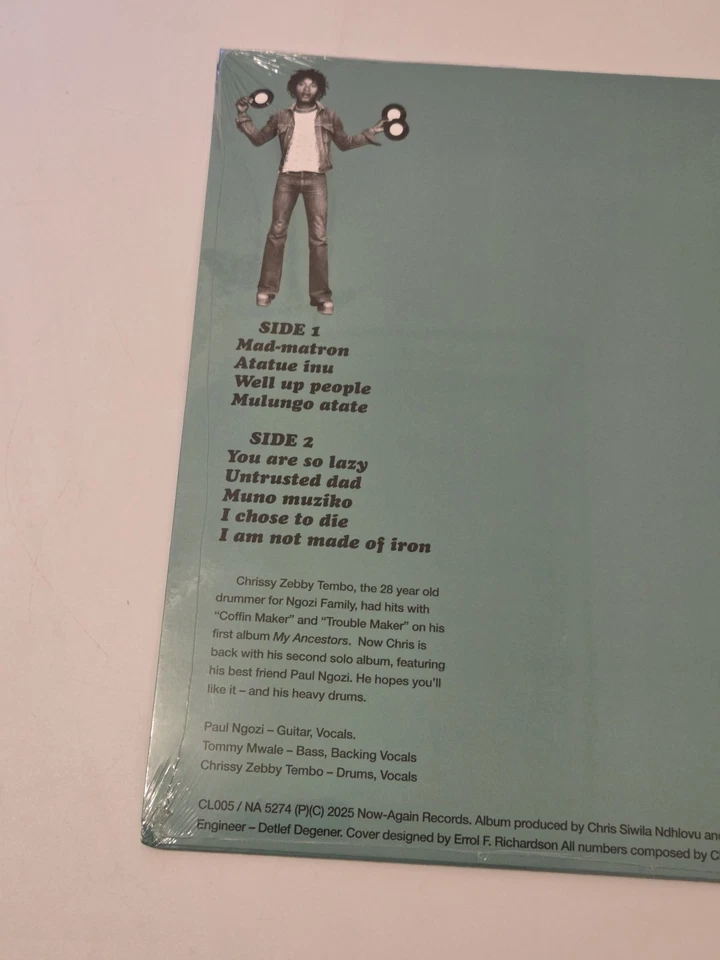 SIDE 1
Mad-matron
Atatue inu
Well up people
Mulungo atate
SIDE 2
You are so lazy
Untrusted dad
Muno muziko
I chose to die
I am not made of iron
Chrissy Zebby Tembo, the 28 year old
drummer for Ngozi Family, had hits with
“Coffin Maker” and “Trouble Maker” on his
first album My Ancestors. Now Chris is
back with his second solo album, featuring
his best friend Paul Ngozi. He hopes you’ll
like it – and his heavy drums.
Paul Ngozi – Guitar, Vocals.
Tommy Mwale – Bass, Backing Vocals
Chrissy Zebby Tembo – Drums, Vocals
CL005 / NA 5274 (P)(C) 2025 Now-Again Records. Album produced by Chris Siwila Ndhlovu and
Engineer – Detlef Degener. Cover designed by Errol F. Richardson All numbers composed by